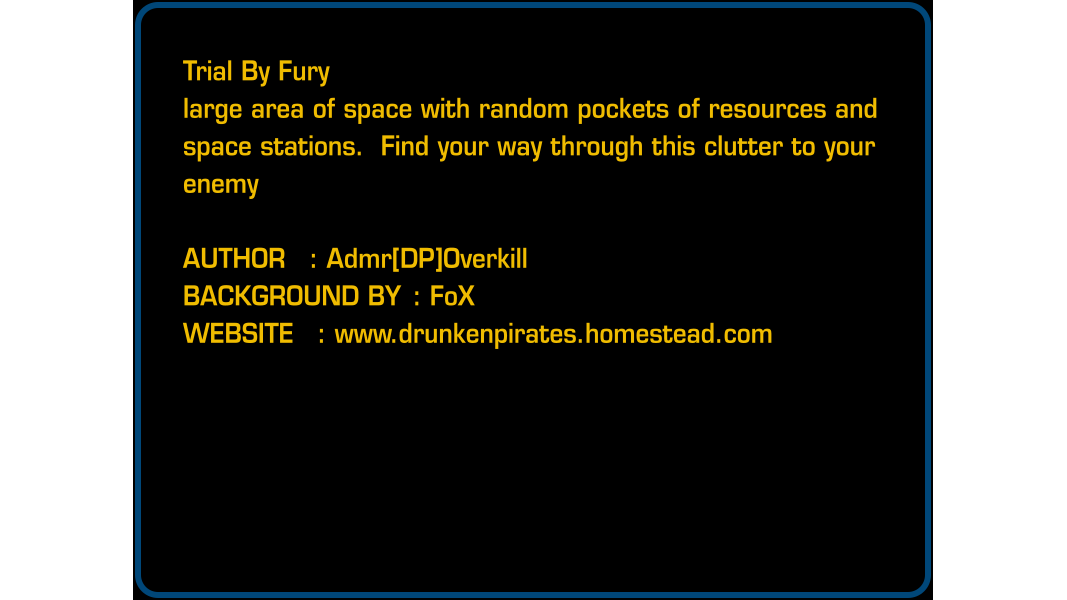 Trial By Fury
large area of space with random pockets of resources and
space stations.  Find your way through this clutter to your
enemy
AUTHOR   : Admr[DP]Overkill
BACKGROUND BY : FoX
WEBSITE   : www.drunkenpirates.homestead.com